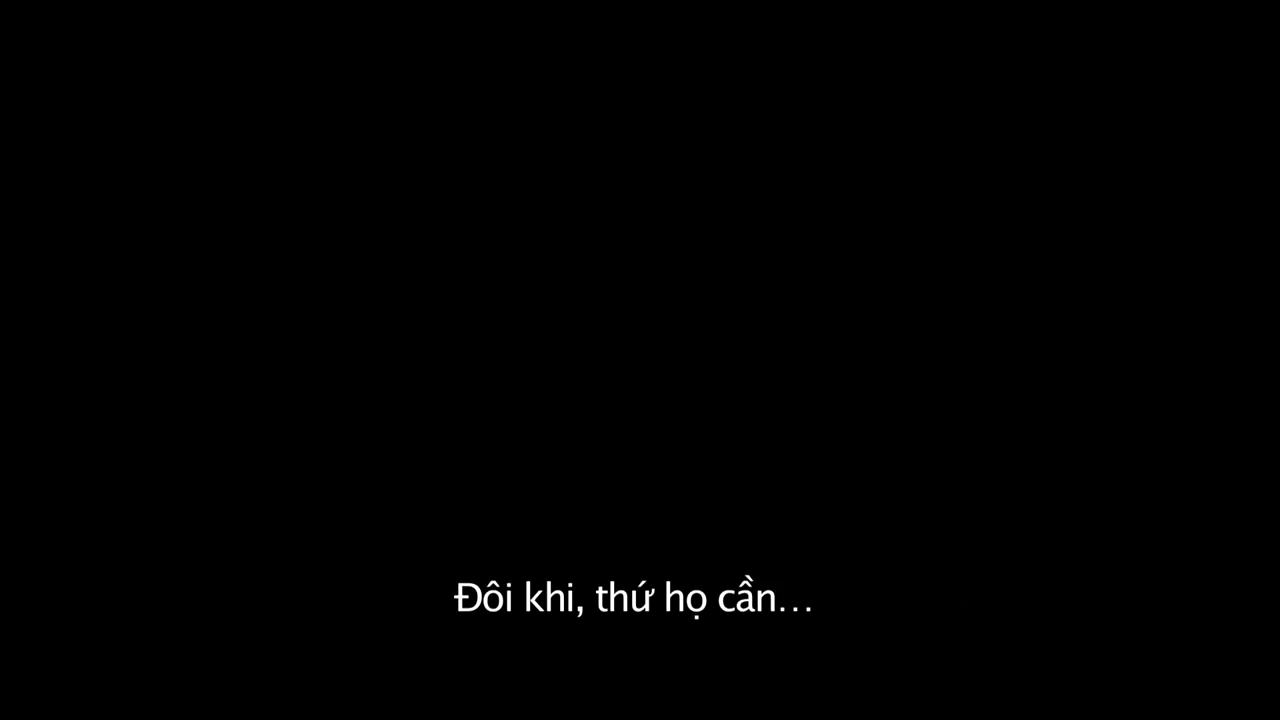 Đôi khi, thứ họ cần…